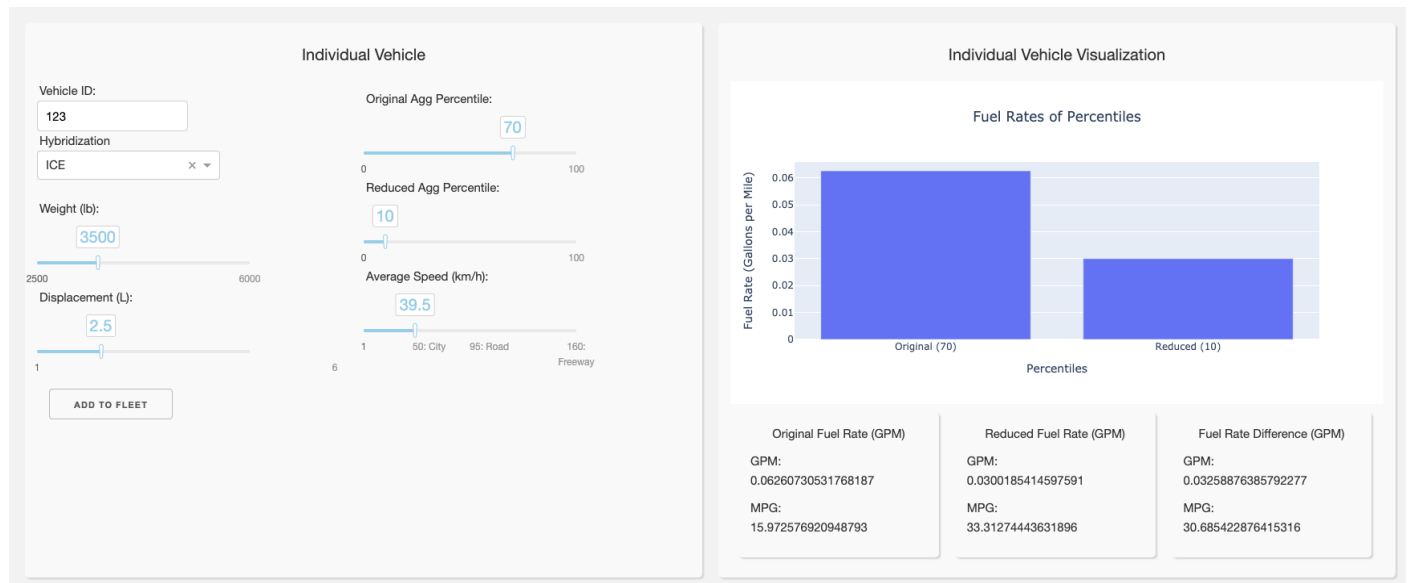 Individual Vehicle
Vehicle ID:
123
Hybridization
ICE
Weight (lb):
3500
2500 6000
Displacement (L):
2.5
1 6
ADD TO FLEET
Original Agg Percentile:
70
0 100
Reduced Agg Percentile:
10
0 100
Average Speed (km/h):
39.5
1 50: City 95: Road 160:
Freeway
Individual Vehicle Visualization
Fuel Rates of Percentiles
Fuel Rate (Gallons per Mile)
0.06
0.05
0.04
0.03
0.02
0.01
0
Original (70) Reduced (10)
Percentiles
Original Fuel Rate (GPM)
GPM:
0.06260730531768187
MPG:
15.972576920948793
Reduced Fuel Rate (GPM)
GPM:
0.0300185414597591
MPG:
33.31274443631896
Fuel Rate Difference (GPM)
GPM:
0.03258876385792277
MPG:
30.685422876415316